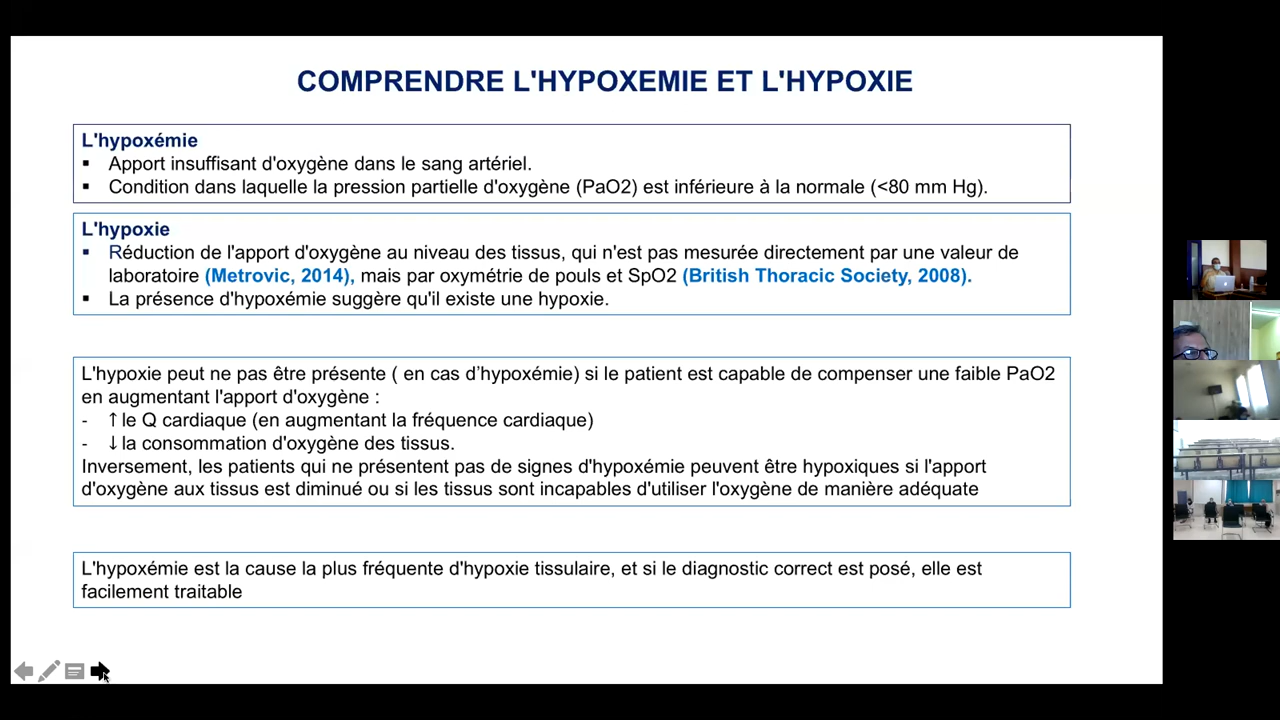 COMPRENDRE L'HYPOXEMIE ET L'HYPOXIE
L'hypoxémie
▪ Apport insuffisant d'oxygène dans le sang artériel.
▪ Condition dans laquelle la pression partielle d'oxygène (PaO2) est inférieure à la normale (<80 mm Hg).
L'hypoxie
▪ Réduction de l'apport d'oxygène au niveau des tissus, qui n'est pas mesurée directement par une valeur de
laboratoire (Metrovic, 2014), mais par oxymétrie de pouls et SpO2 (British Thoracic Society, 2008).
▪ La présence d'hypoxémie suggère qu'il existe une hypoxie.
L'hypoxie peut ne pas être présente ( en cas d’hypoxémie) si le patient est capable de compenser une faible PaO2
en augmentant l'apport d'oxygène :
- ↑ le Q cardiaque (en augmentant la fréquence cardiaque)
- ↓ la consommation d'oxygène des tissus.
Inversement, les patients qui ne présentent pas de signes d'hypoxémie peuvent être hypoxiques si l'apport
d'oxygène aux tissus est diminué ou si les tissus sont incapables d'utiliser l'oxygène de manière adéquate
L'hypoxémie est la cause la plus fréquente d'hypoxie tissulaire, et si le diagnostic correct est posé, elle est
facilement traitable